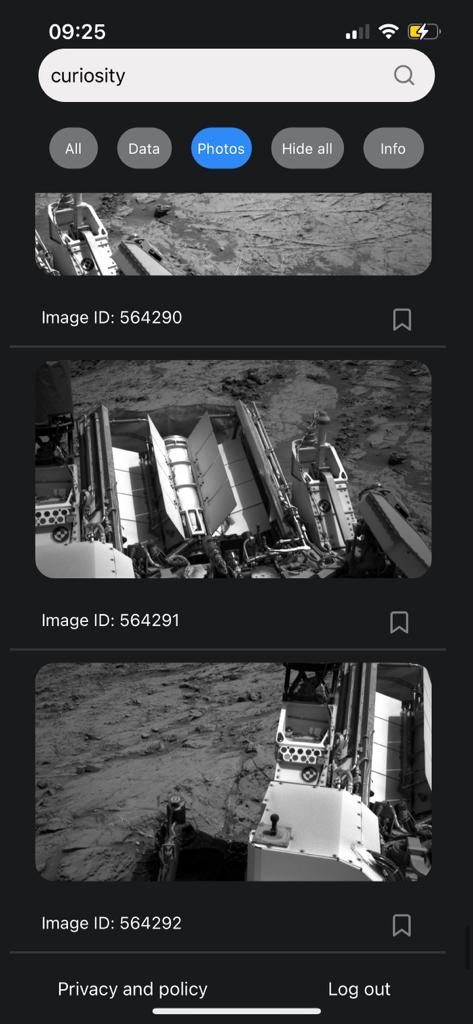 09:25
curiosity
All Data Photos Hide all Info
Image ID: 564290
Image ID: 564291
Image ID: 564292
Privacy and policy Log out